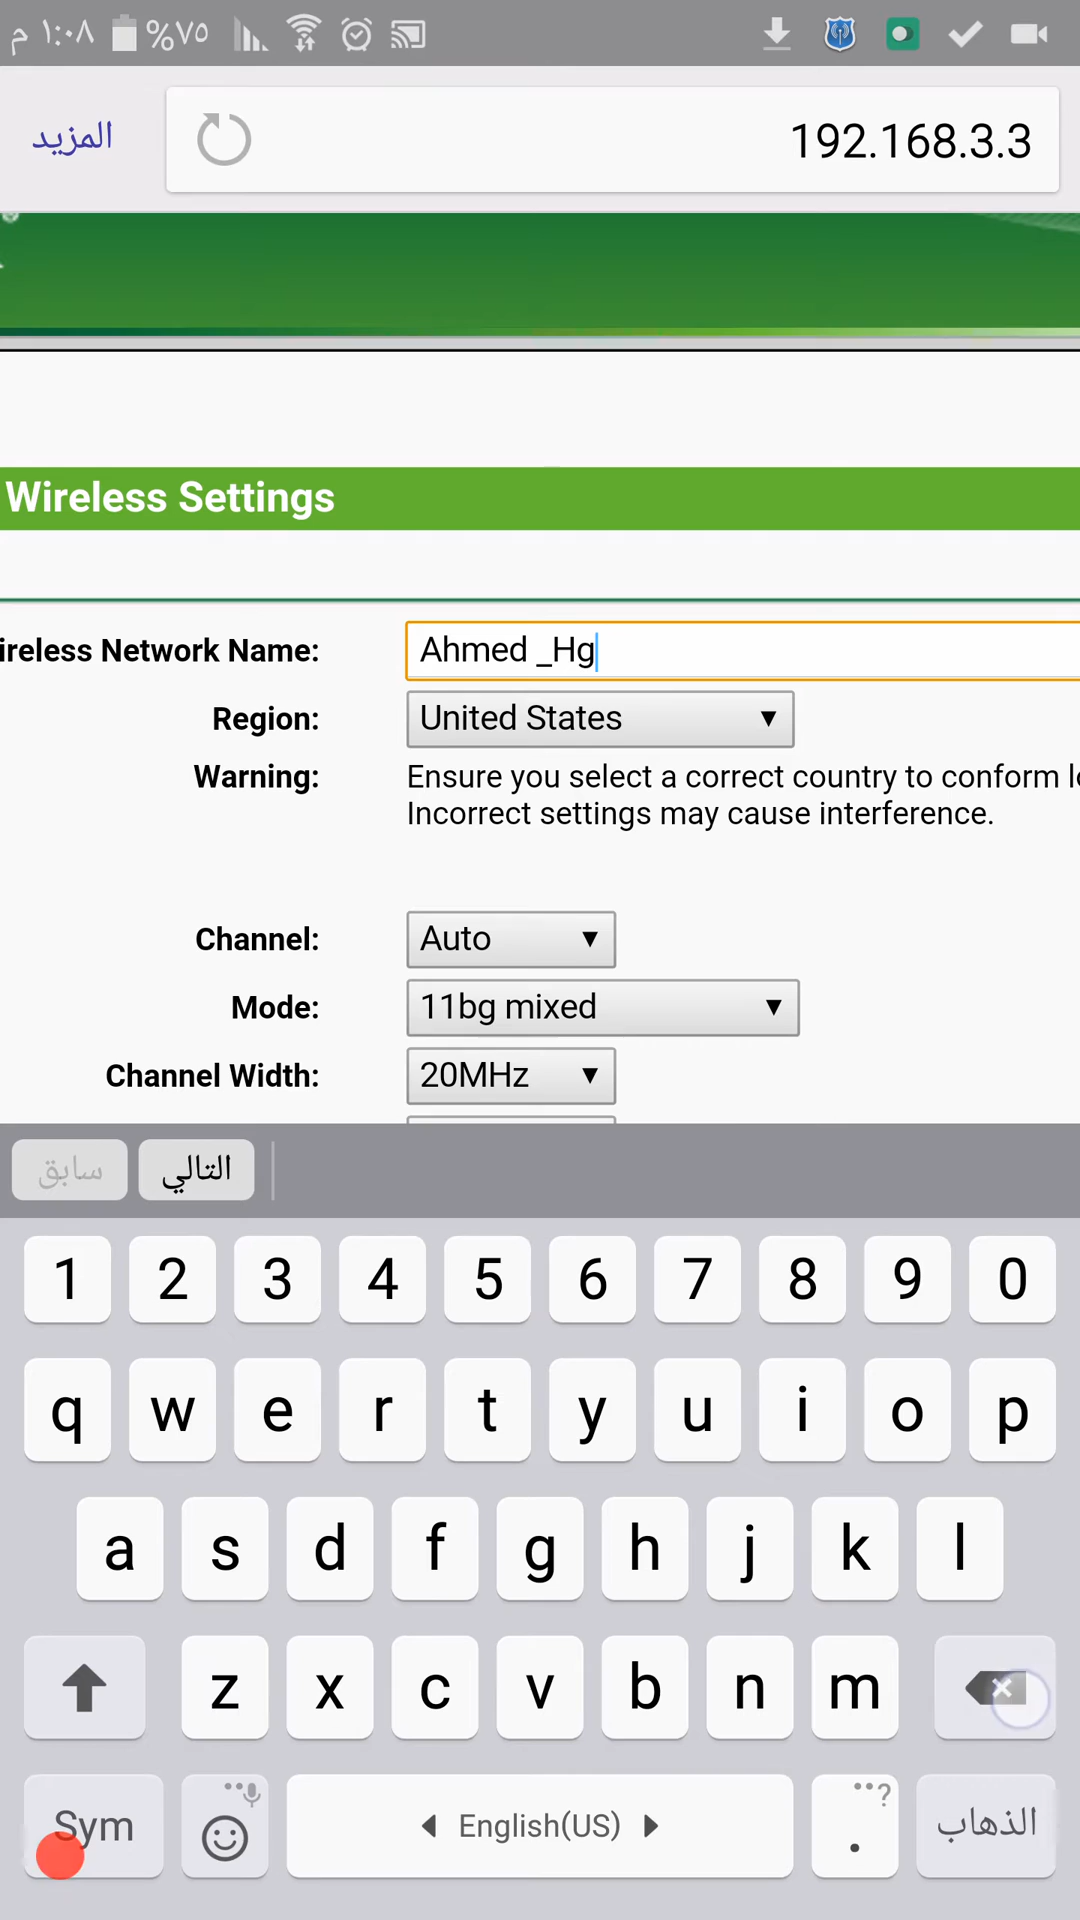 م ١:٠٨ %٧٥
المزيد 192.168.3.3
Wireless Settings
ireless Network Name: Ahmed _Hg
Region: United States
Warning: Ensure you select a correct country to conform l
Incorrect settings may cause interference.
Channel: Auto
Mode: 11bg mixed
Channel Width: 20MHz
سابق التالي
1 2 3 4 5 6 7 8 9 0
q w e r t y u i o p
a s d f g h j k l
z x c v b n m
Sym English(US) . ? الذهاب